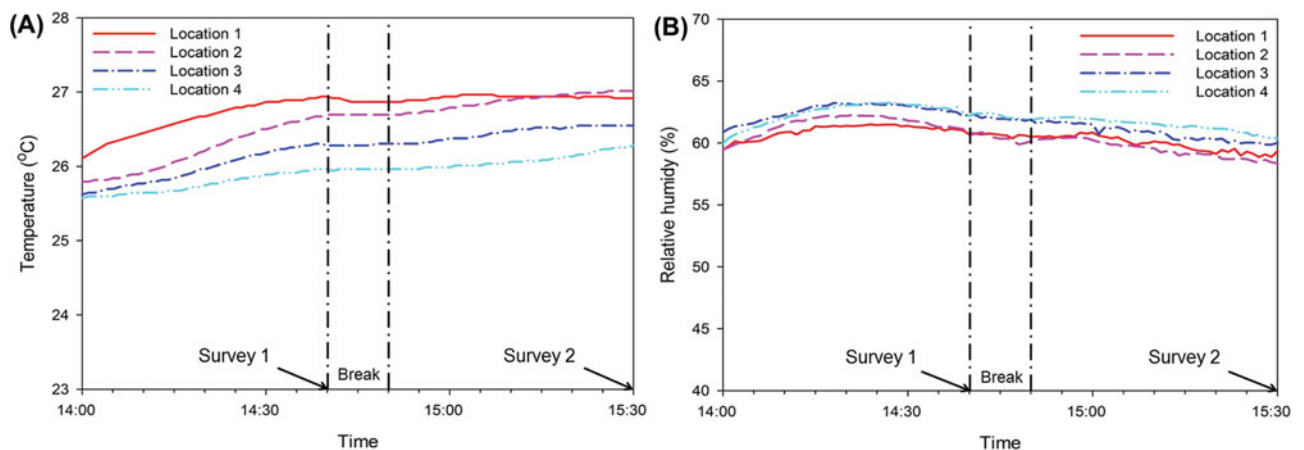 (A)
28
27
26
25
24
23
Temperature (⁰C)
Location 1
Location 2
Location 3
Location 4
Survey 1
Break
Survey 2
14:00
14:30
15:00
15:30
Time
(B)
70
65
60
55
50
45
40
Relative humidy (%)
Location 1
Location 2
Location 3
Location 4
Survey 1
Break
Survey 2
14:00
14:30
15:00
15:30
Time